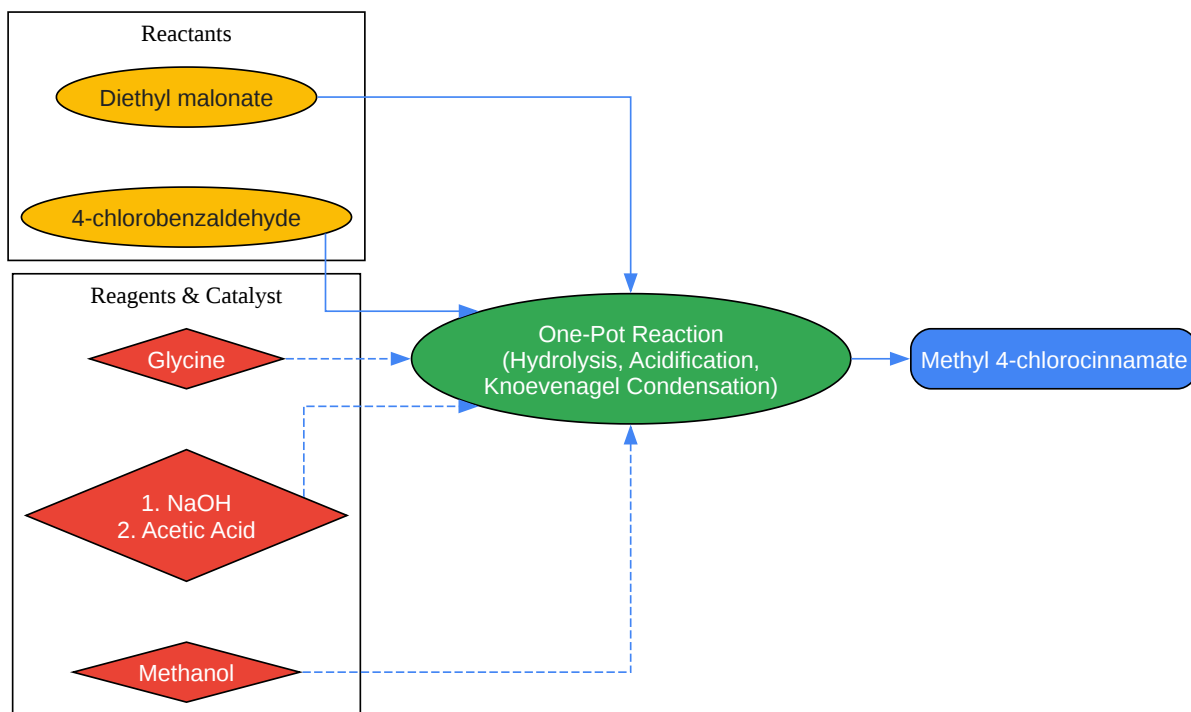 Reactants
Diethyl malonate
4-chlorobenzaldehyde
Reagents & Catalyst
Glycine
1. NaOH
2. Acetic Acid
Methanol
One-Pot Reaction
(Hydrolysis, Acidification,
Knoevenagel Condensation)
Methyl 4-chlorocinnamate